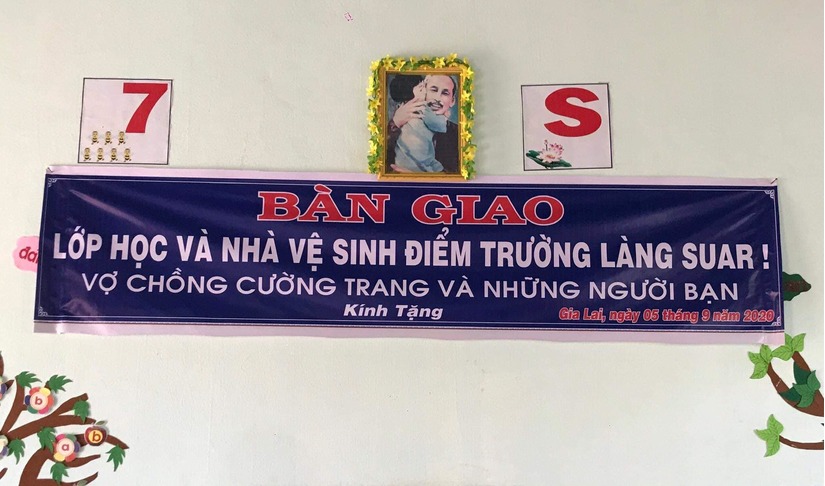 7
S
BÀN GIAO
LỚP HỌC VÀ NHÀ VỆ SINH ĐIỂM TRƯỜNG LÀNG SUAR !
VỢ CHỒNG CƯỜNG TRANG VÀ NHỮNG NGƯỜI BẠN
Kính Tặng
Gia Lai, ngày 05 tháng 9 năm 2020
b
a
b